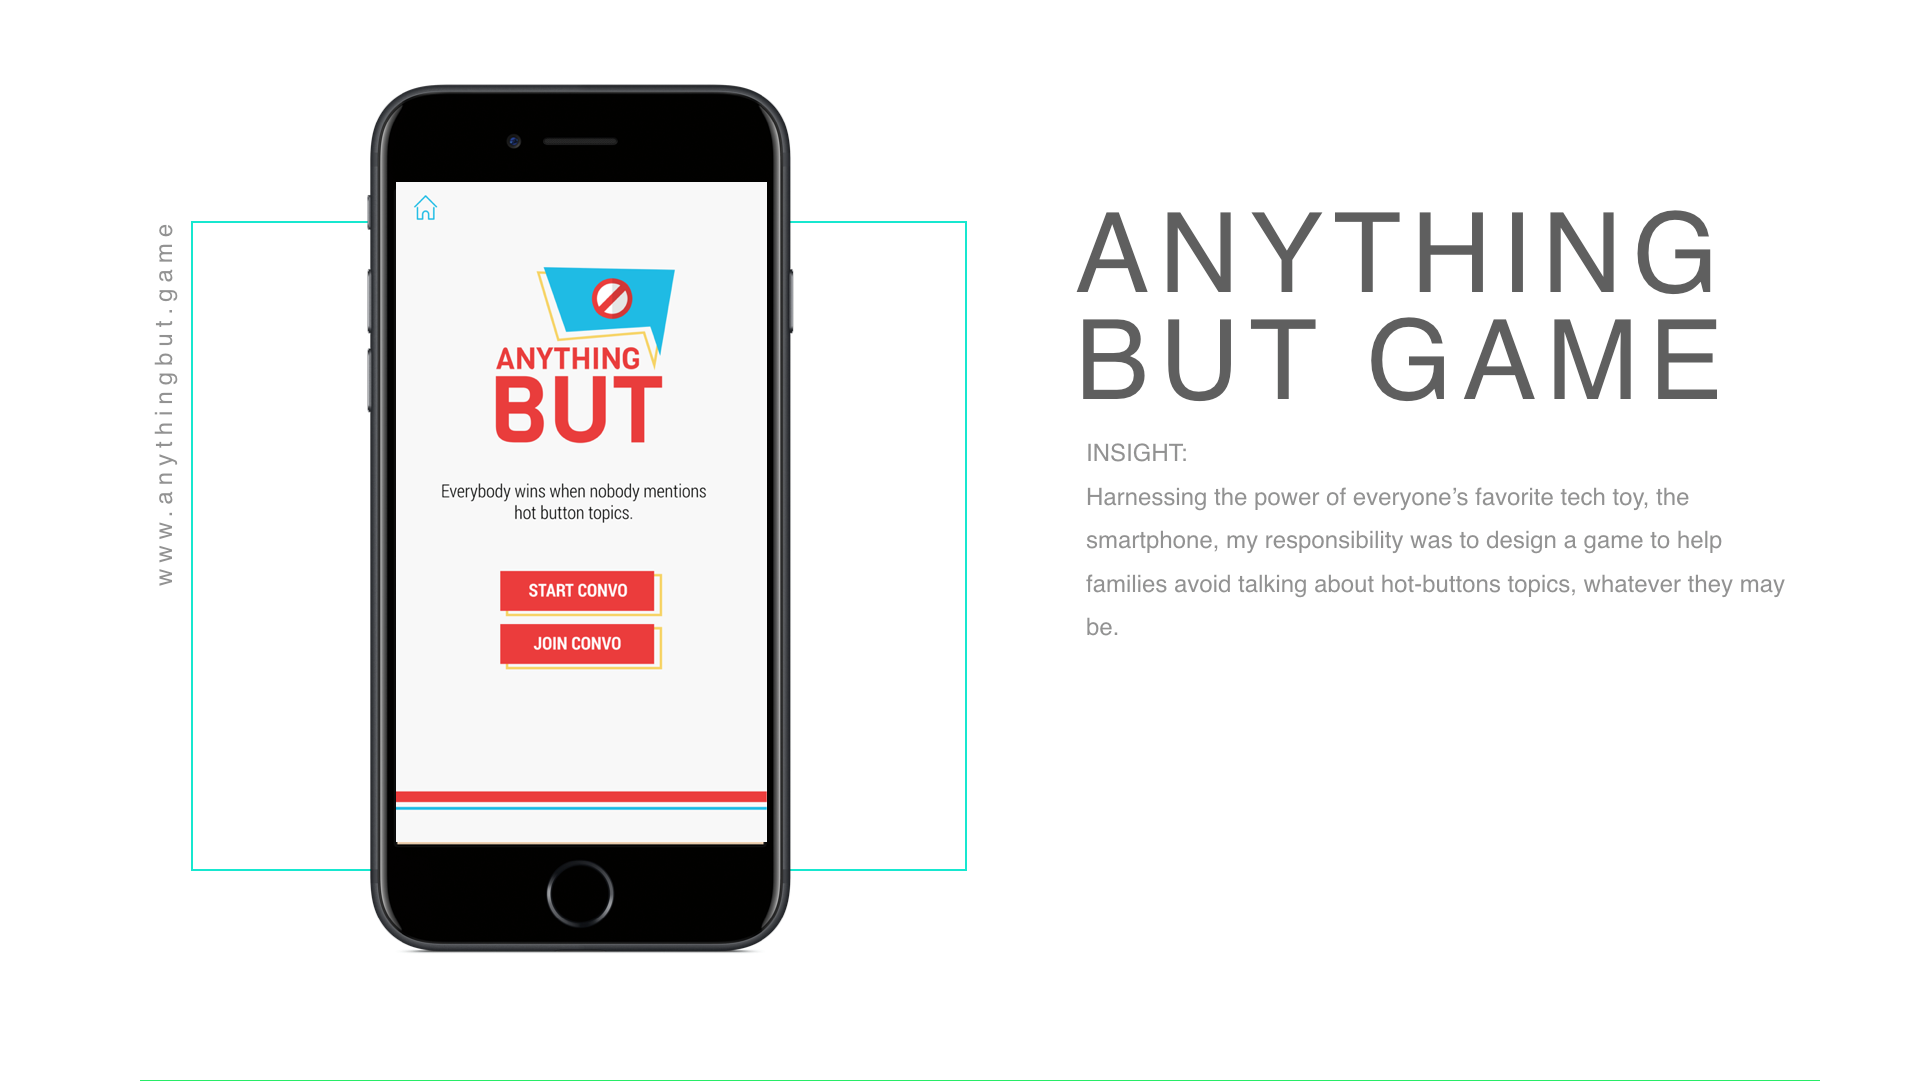 www.anythingbut.game
ANYTHING
BUT
Everybody wins when nobody mentions
hot button topics.
START CONVO
JOIN CONVO
ANYTHING
BUT GAME
INSIGHT:
Harnessing the power of everyone’s favorite tech toy, the
smartphone, my responsibility was to design a game to help
families avoid talking about hot-buttons topics, whatever they may
be.